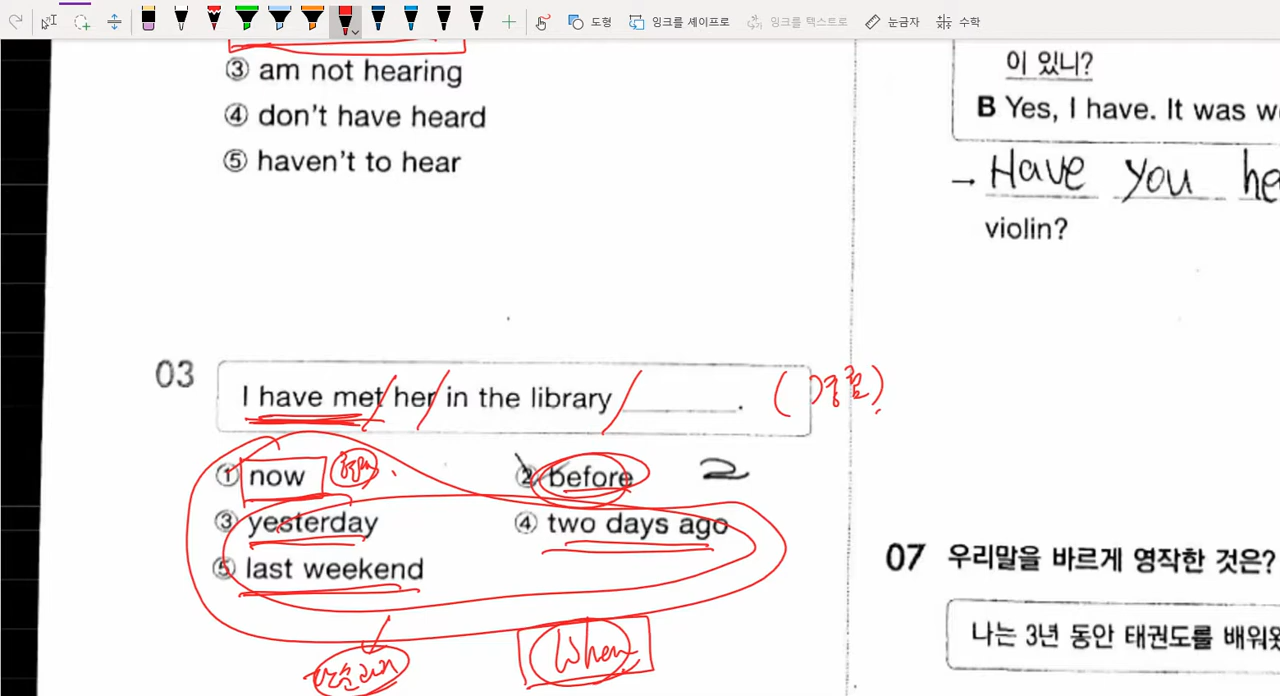 도형 잉크를 셰이프로 잉크를 텍스트로 눈금자 수학
③ am not hearing
④ don't have heard
⑤ haven't to hear
03
I have met her in the library ________.
① now
② before 2
③ yesterday ④ two days ago
⑤ last weekend
When
이 있니?
B Yes, I have. It was w
→ Have You he
violin?
07 우리말을 바르게 영작한 것은?
나는 3년 동안 태권도를 배워왔